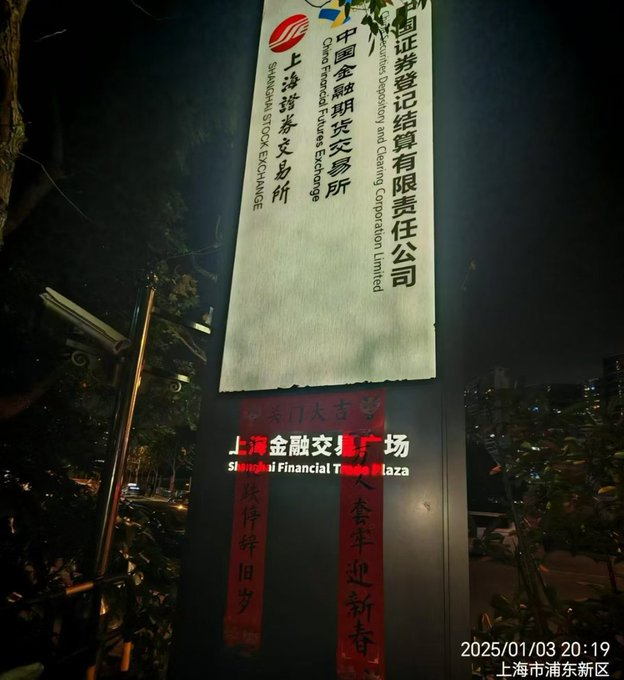 上海證券交易所
SHANGHAI STOCK EXCHANGE
中国金融期货交易所
China Financial Futures Exchange
国证券登记结算有限责任公司
Securities Depository and Clearing Corporation Limited
关门大吉
上海金融交易广场
Shanghai Financial Trade Plaza
跌停辞旧岁
人套牢迎新春
2025/01/03 20:19
上海市浦东新区